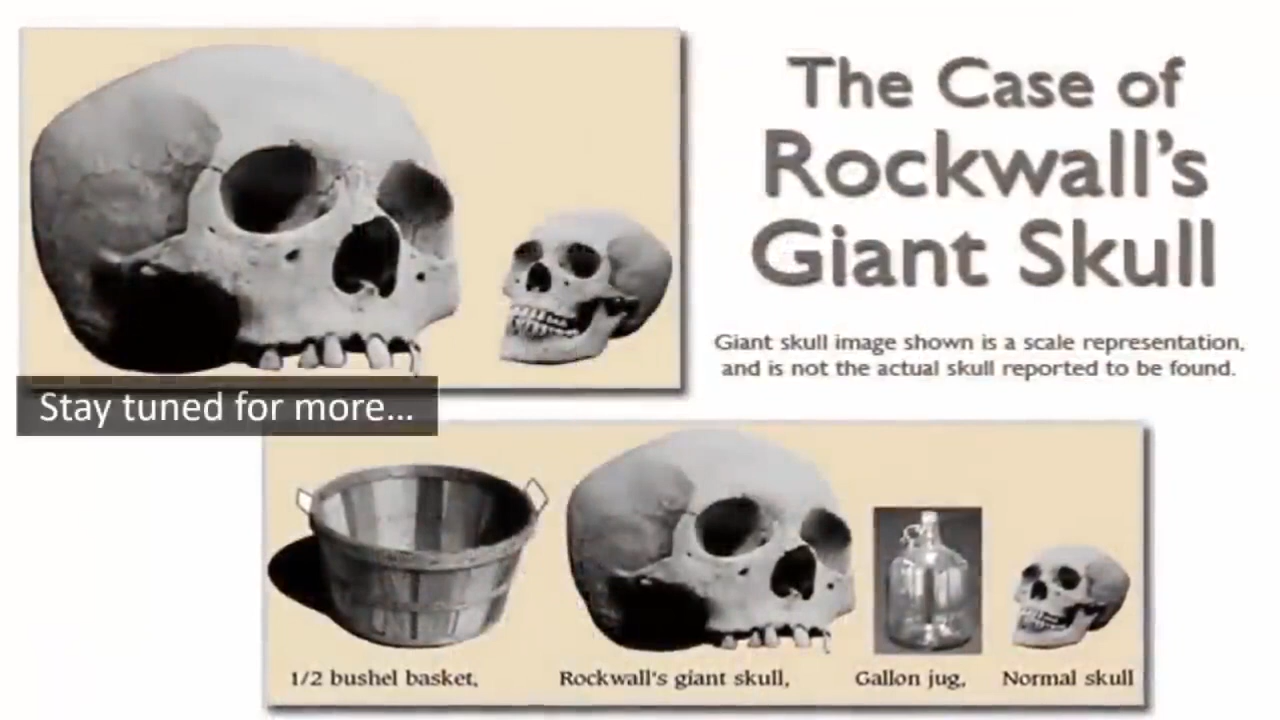 The Case of
Rockwall's
Giant Skull
Giant skull image shown is a scale representation,
and is not the actual skull reported to be found.
Stay tuned for more...
1/2 bushel basket,
Rockwall's giant skull,
Gallon jug,
Normal skull